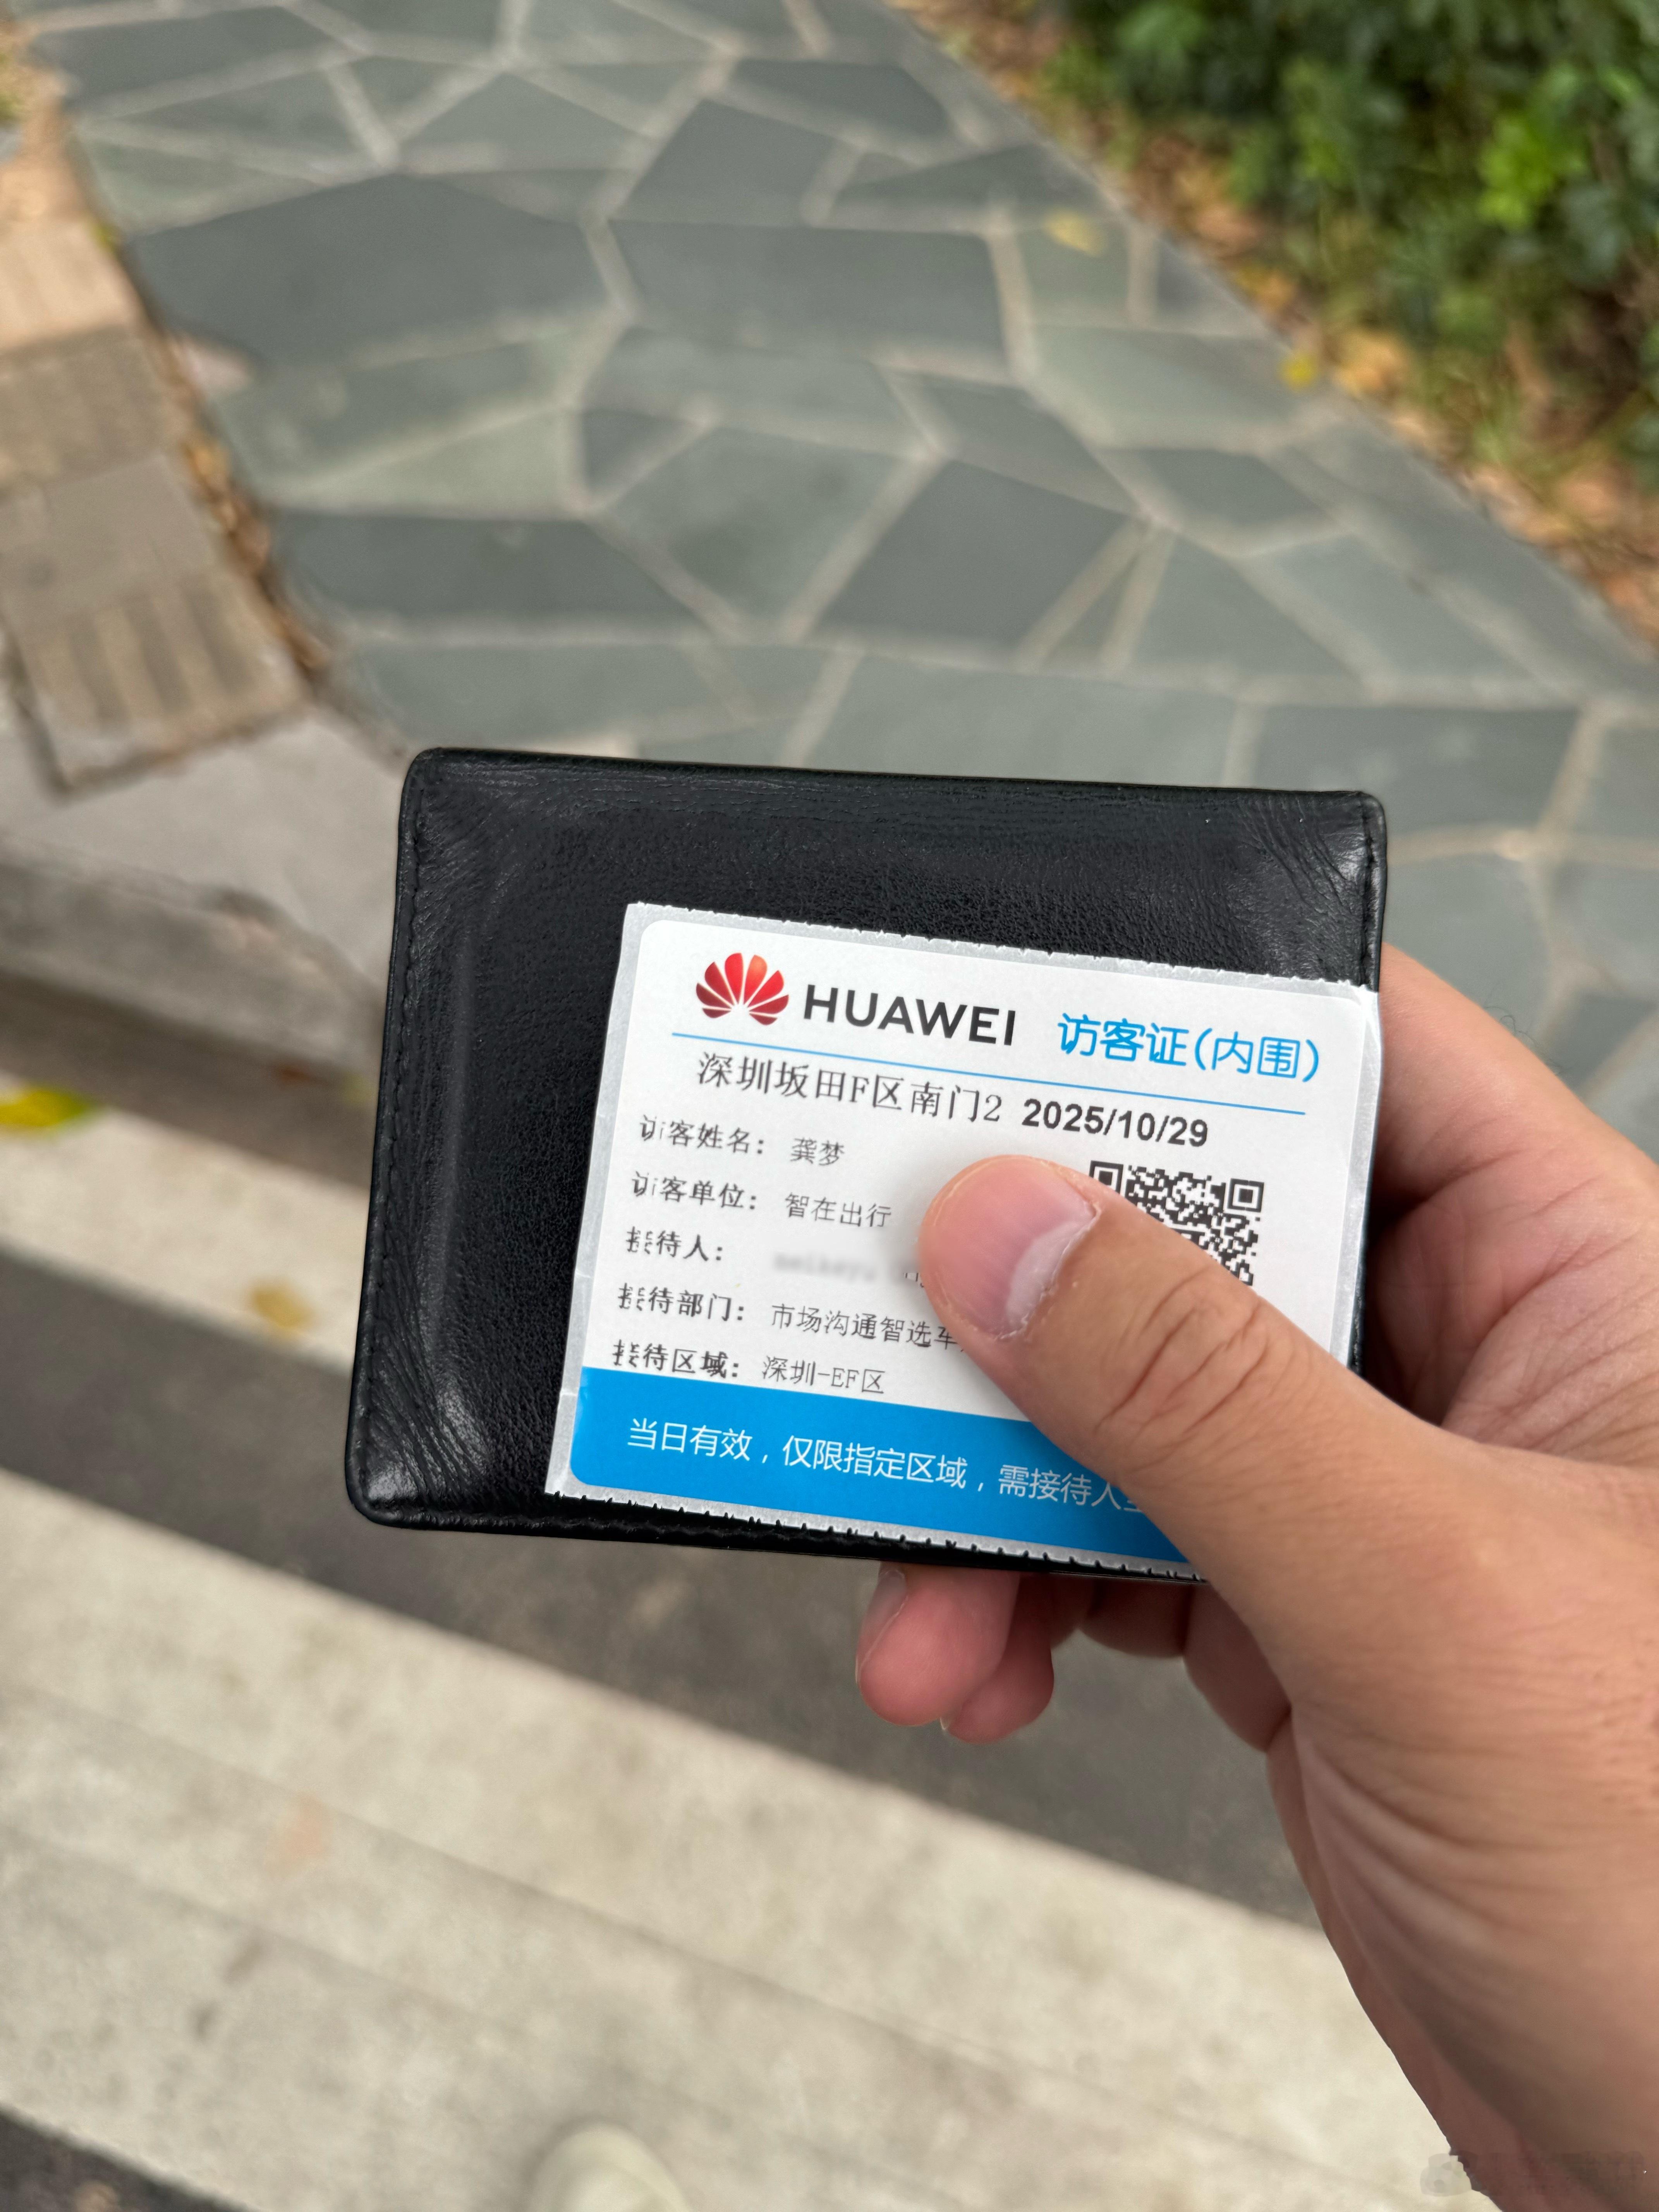 HUAWEI 访客证(内围)
深圳坂田F区南门2 2025/10/29
访客姓名: 龚梦
访客单位: 智在出行
接待人:
接待部门: 市场沟通智选车
接待区域: 深圳-EF区
当日有效,仅限指定区域,需接待人